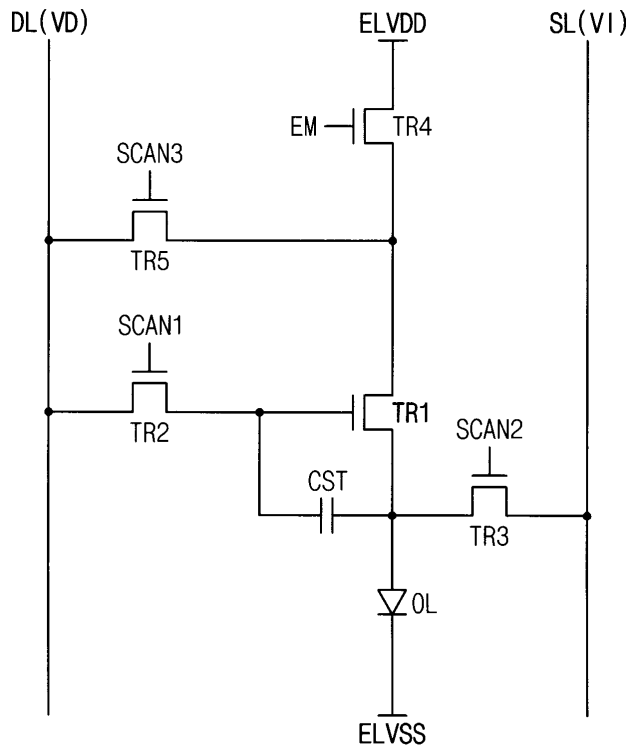 DL(VD)
ELVDD
SL(VI)
EM
TR4
SCAN3
TR5
SCAN1
TR2
TR1
SCAN2
CST
TR3
OL
ELVSS